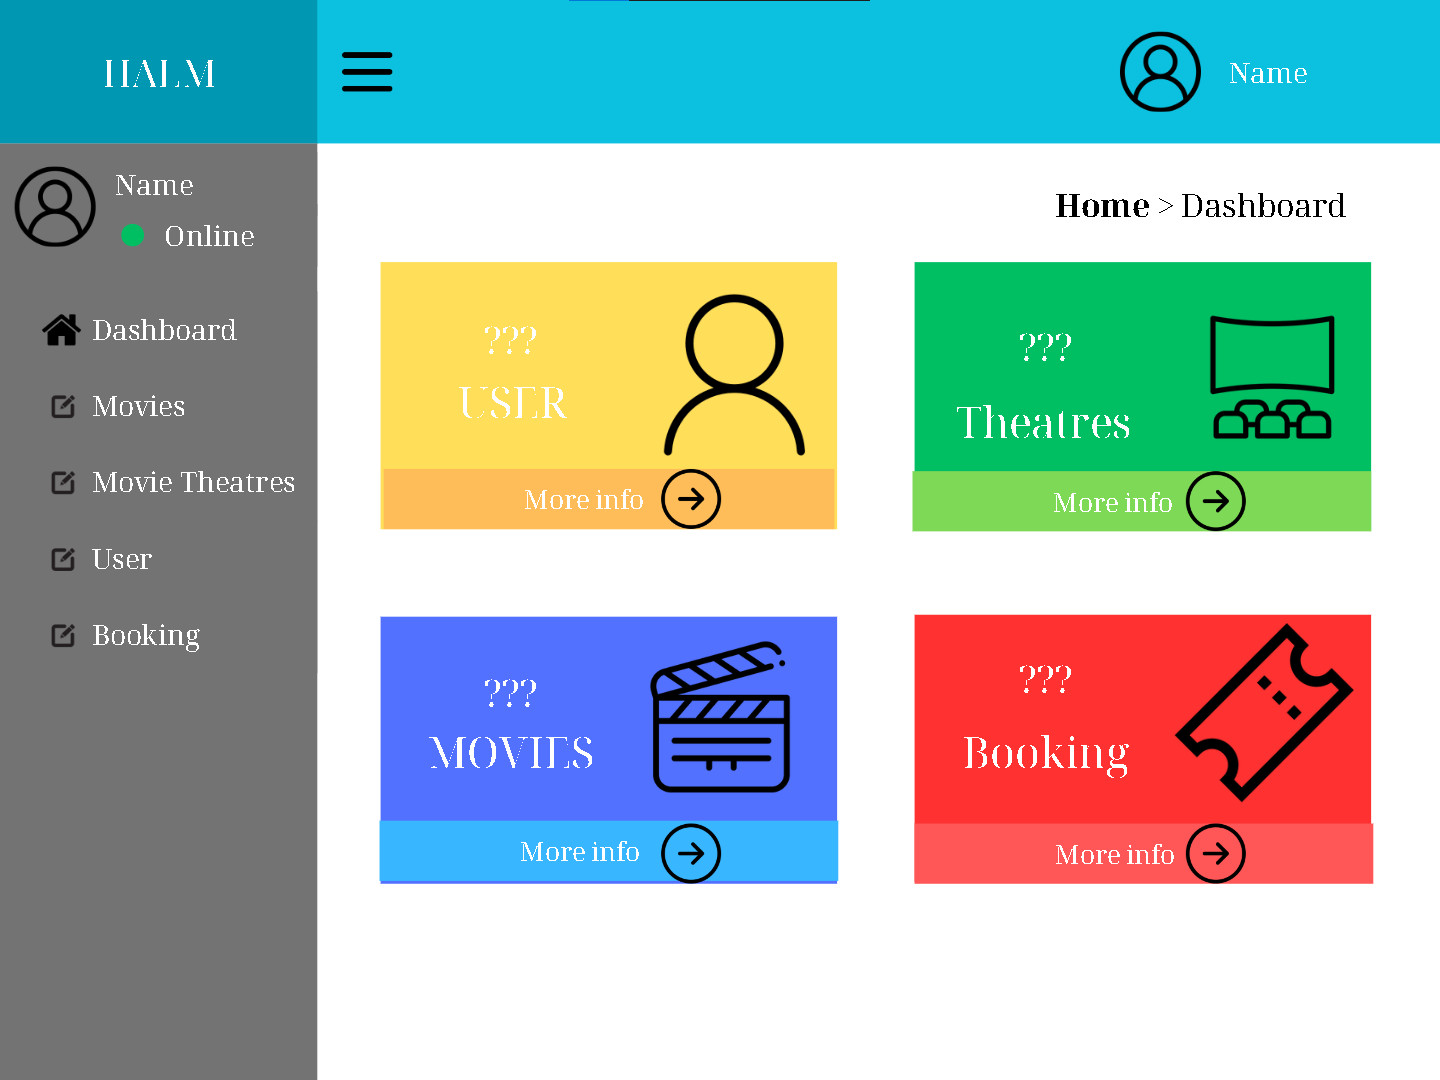 HALM
Name
Name
Online
Home > Dashboard
Dashboard
Movies
Movie Theatres
User
Booking
???
USER
More info
???
Theatres
More info
???
MOVIES
More info
???
Booking
More info